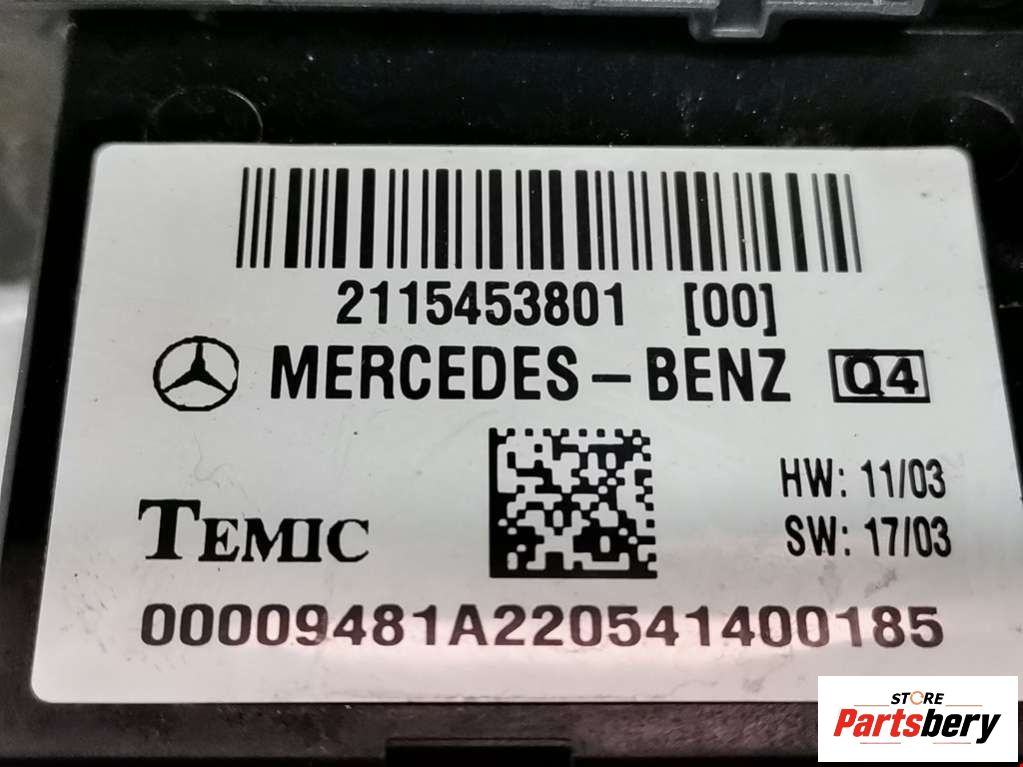 2115453801 [00]
MERCEDES-BENZ Q4
HW: 11/03
TEMIC
SW: 17/03
00009481A220541400185
STORE
Partsbery